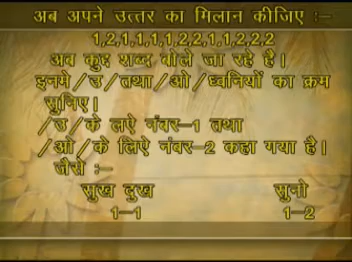 अब अपने उत्तर का मिलान कीजिए :–
1,2,1,1,1,1,2,2,1,1,2,2,2
अब कुछ शब्द बोले जा रहे है।
इनमे/उ/तथा/ओ/ध्वनियों का क्रम
सुनिए।
/उ/के लऐ नंबर–1 तथा
/ओ/के लिऐ नंबर–2 कहा गया है।
जैसे :–
सुख दुख सुनो
1–1 1–2